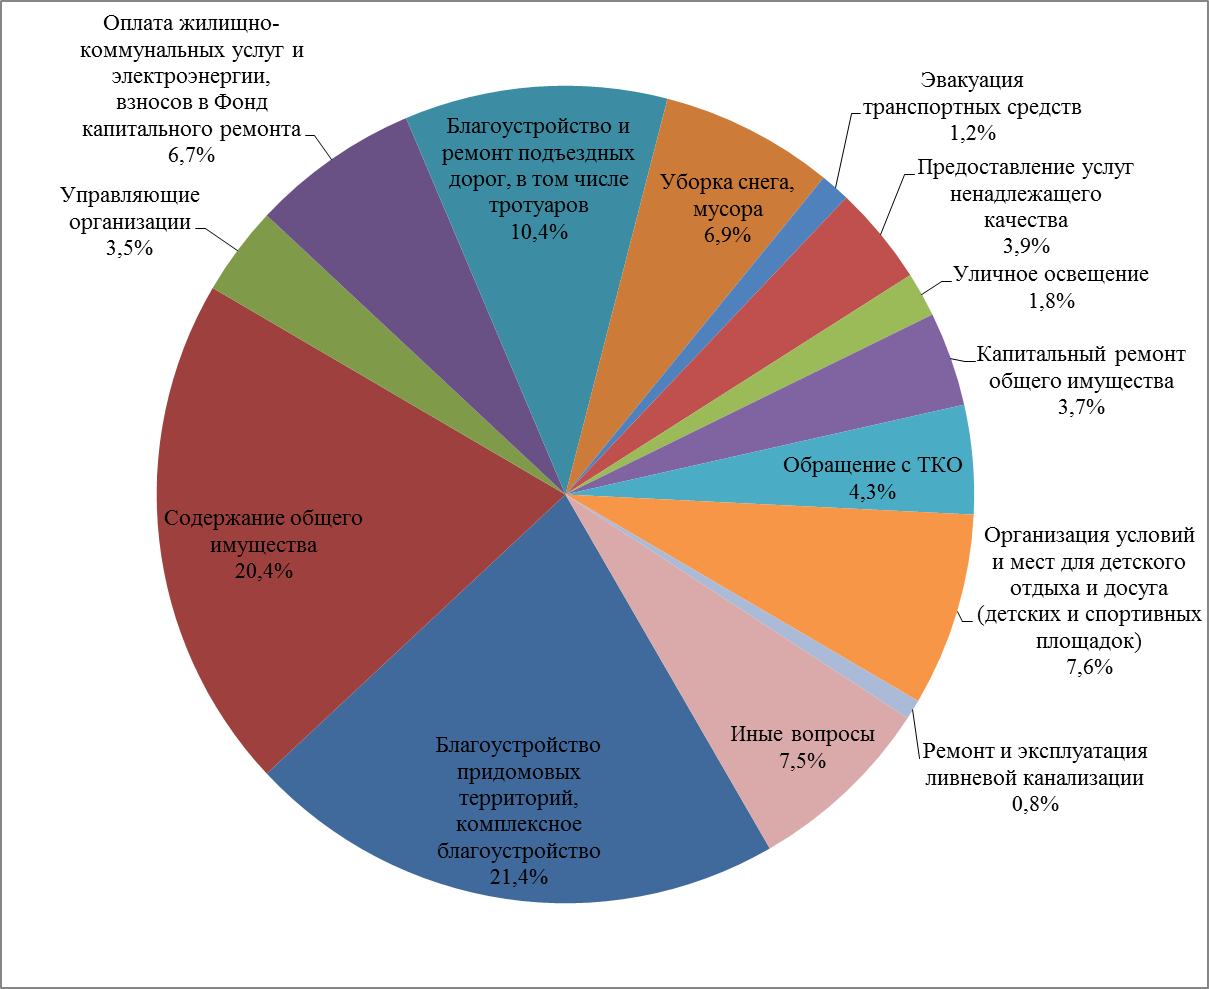 Оплата жилищно-
коммунальных услуг и
электроэнергии,
взносов в Фонд
капитального ремонта
6,7%
Управляющие
организации
3,5%
Благоустройство и
ремонт подъездных
дорог, в том числе
тротуаров
10,4%
Уборка снега,
мусора
6,9%
Эвакуация
транспортных средств
1,2%
Предоставление услуг
ненадлежащего
качества
3,9%
Уличное освещение
1,8%
Капитальный ремонт
общего имущества
3,7%
Обращение с ТКО
4,3%
Организация условий
и мест для детского
отдыха и досуга
(детских и спортивных
площадок)
7,6%
Ремонт и эксплуатация
ливневой канализации
0,8%
Иные вопросы
7,5%
Благоустройство
придомовых
территорий,
комплексное
благоустройство
21,4%
Содержание общего
имущества
20,4%